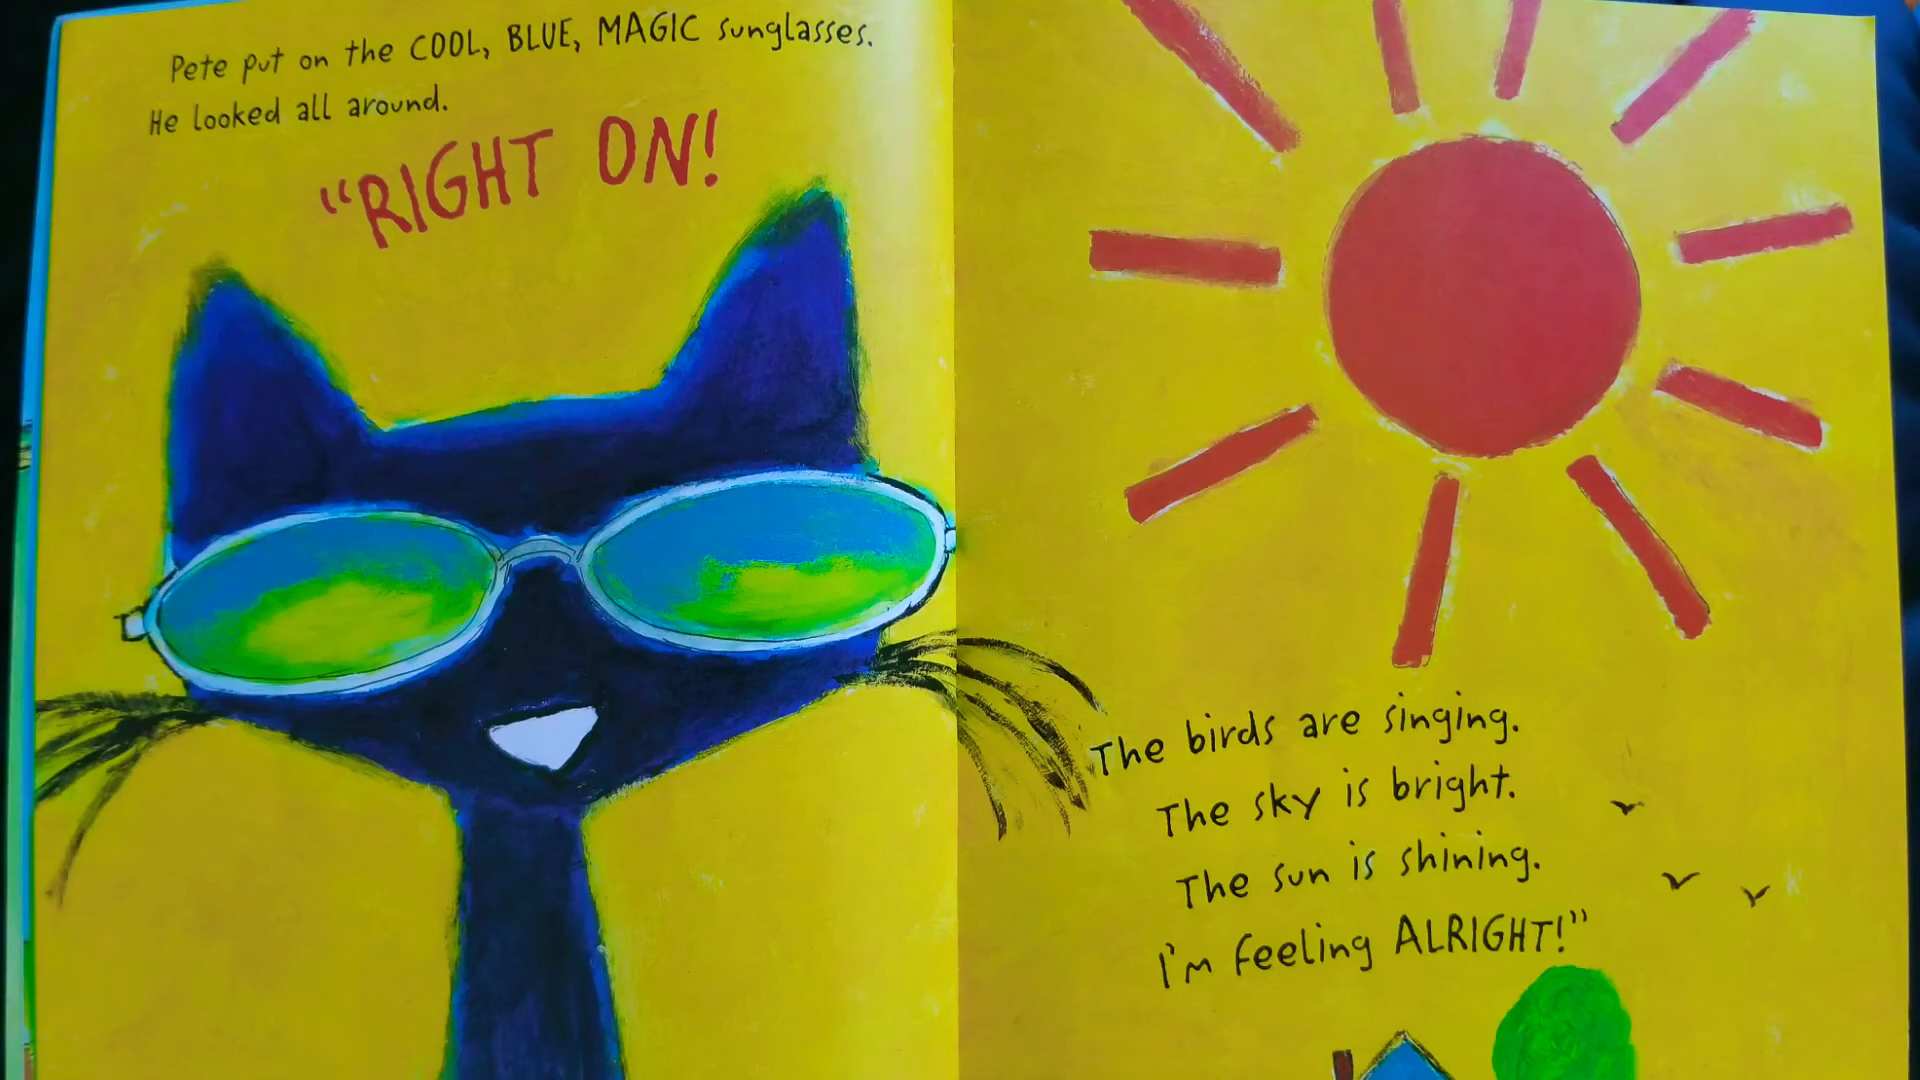 Pete put on the COOL, BLUE, MAGIC sunglasses.
He looked all around.
"RIGHT ON!
The birds are singing.
The sky is bright.
The sun is shining.
I'm feeling ALRIGHT!"